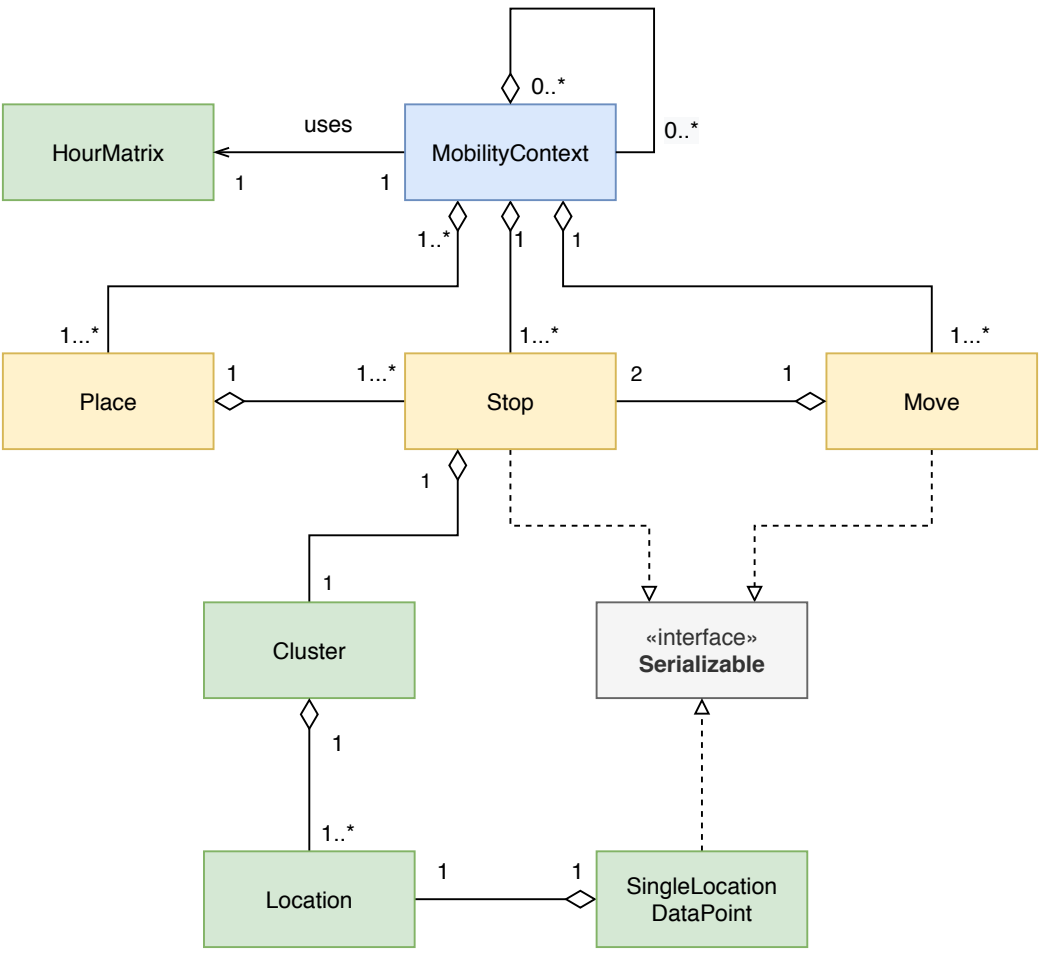 0..*
0..*
uses
HourMatrix
MobilityContext
1
1
1..*
1
1
1...*
1...*
1...*
1
1...*
2
1
Place
Stop
Move
1
1
«interface»
Serializable
Cluster
1
1..*
1
1
SingleLocation
DataPoint
Location